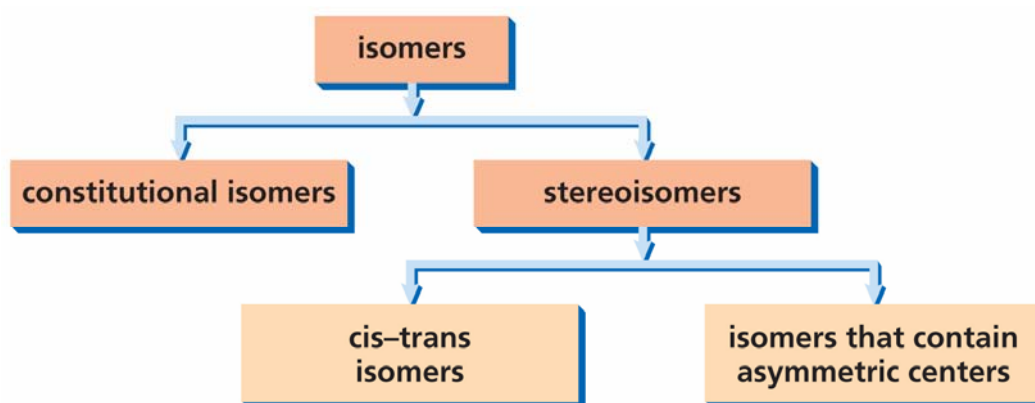 isomers
constitutional isomers
stereoisomers
cis–trans
isomers
isomers that contain
asymmetric centers